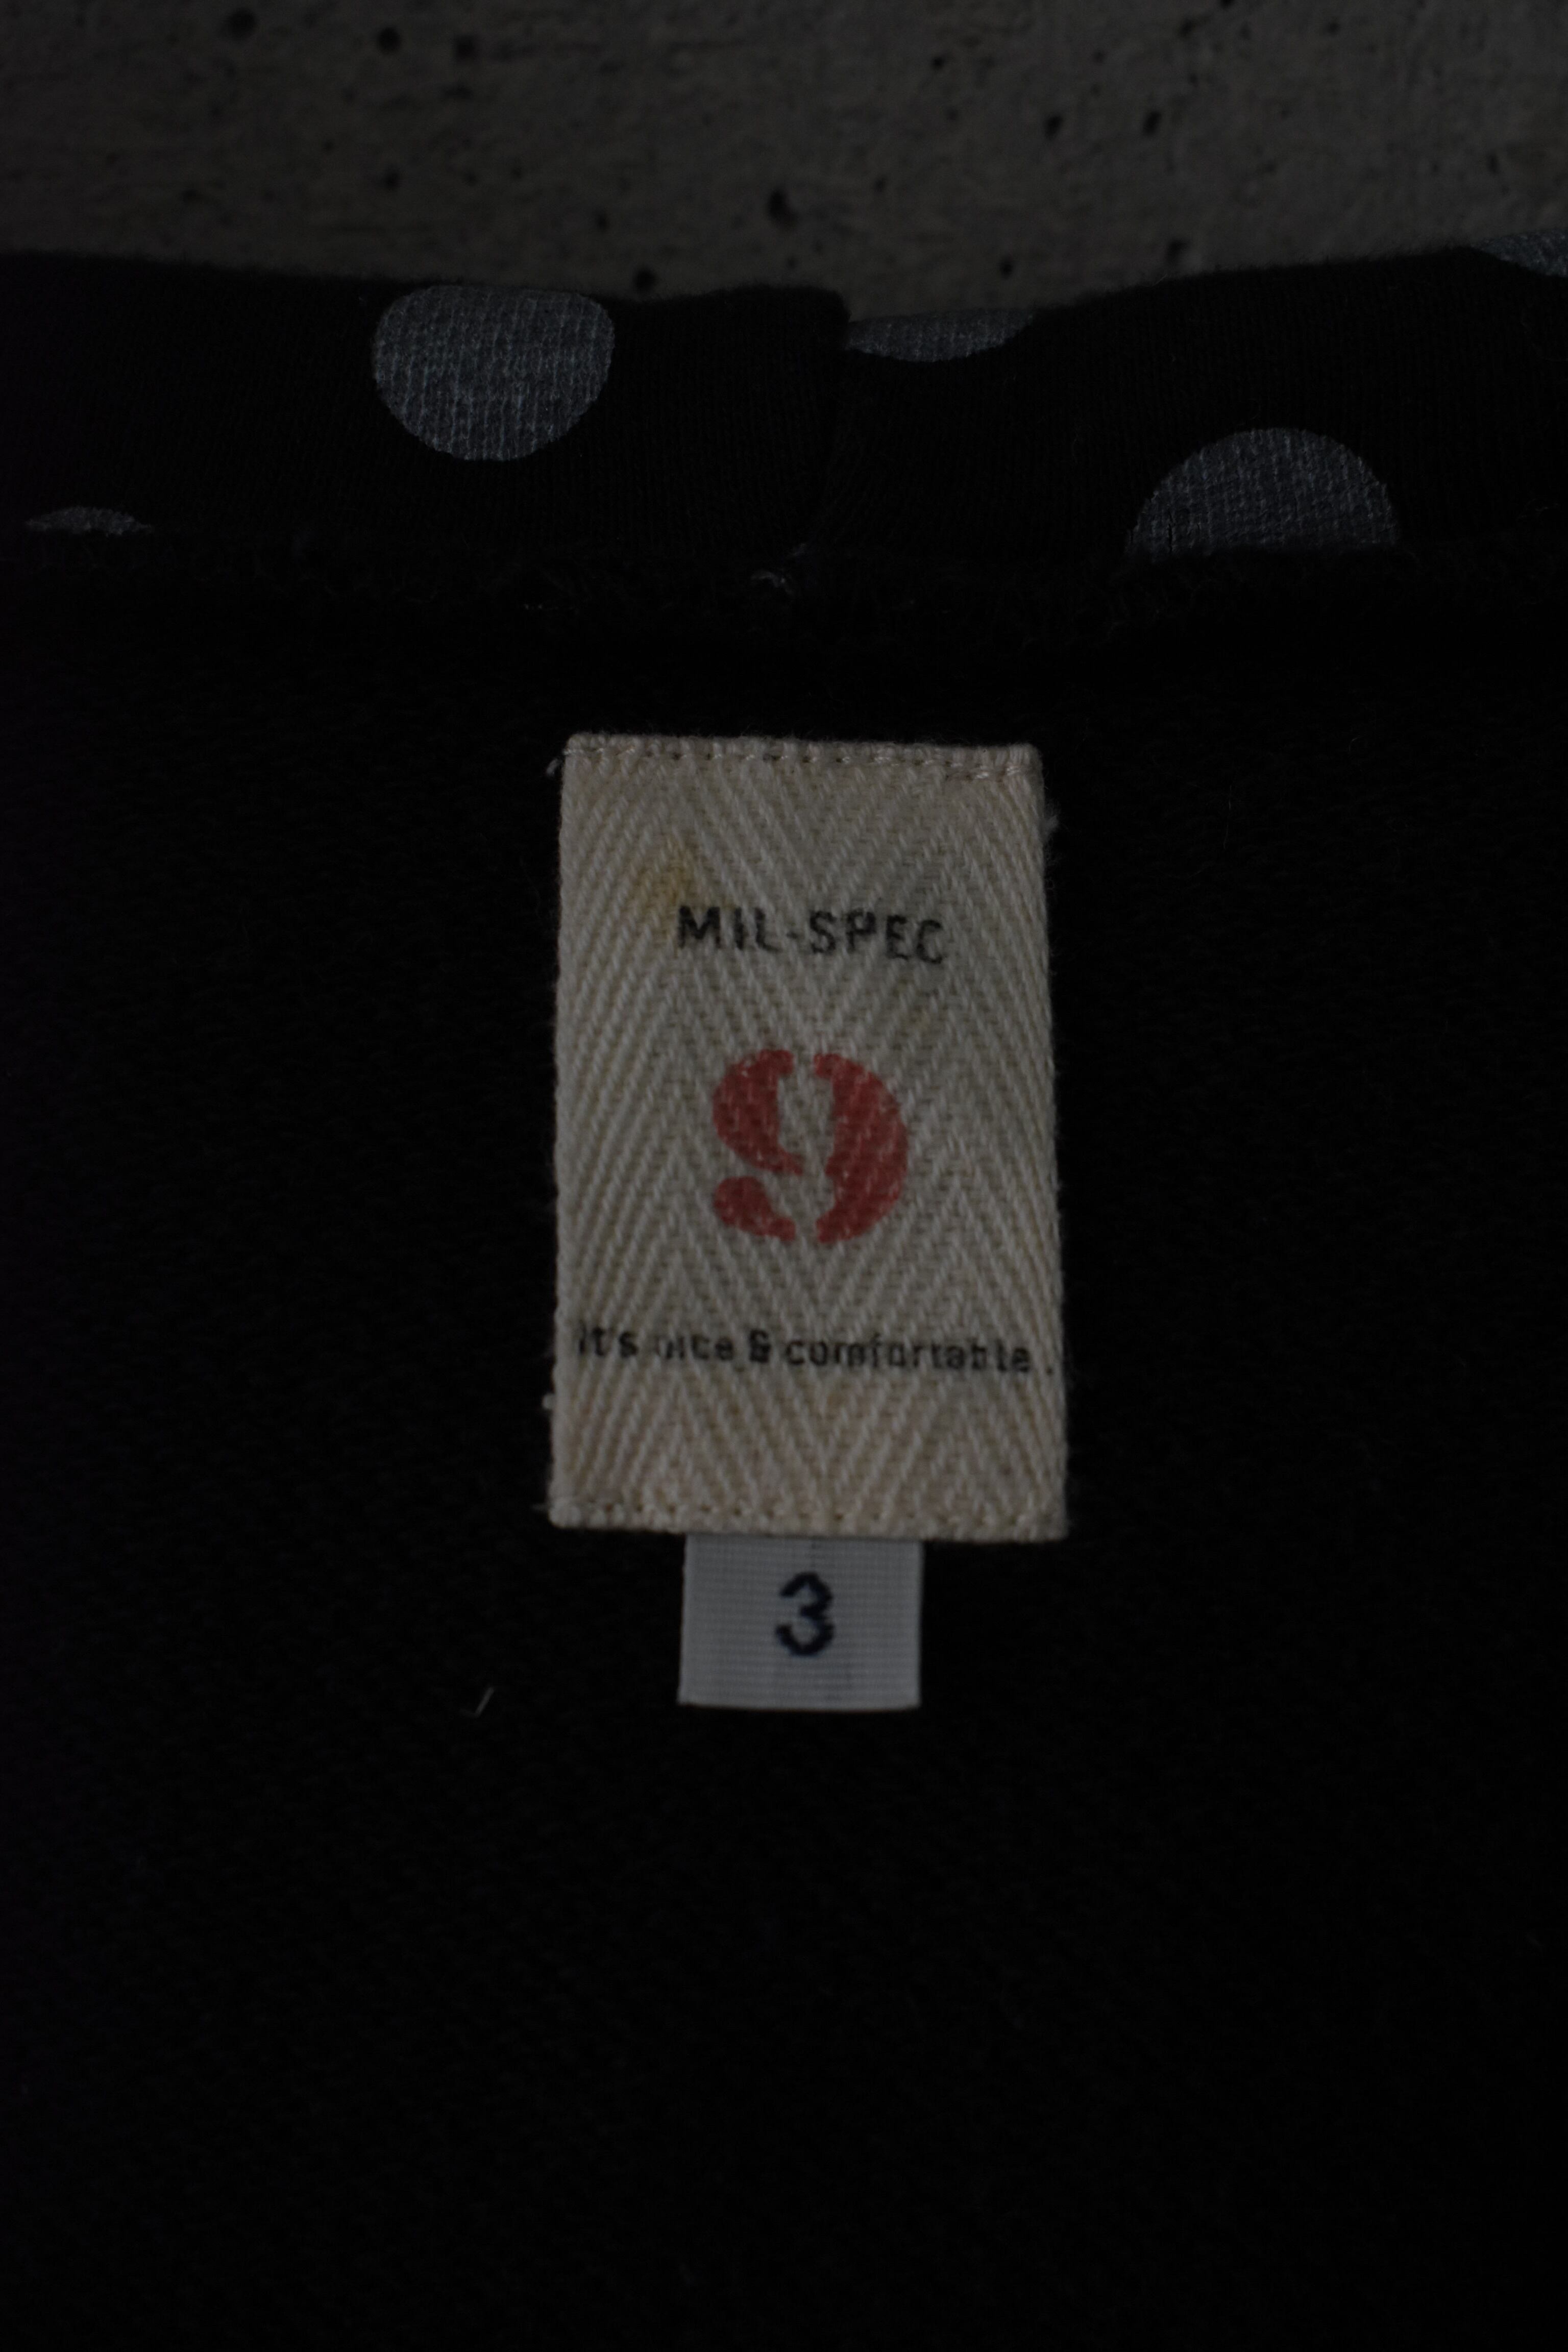 MIL-SPEC
9
it's nice & comfortable.
3